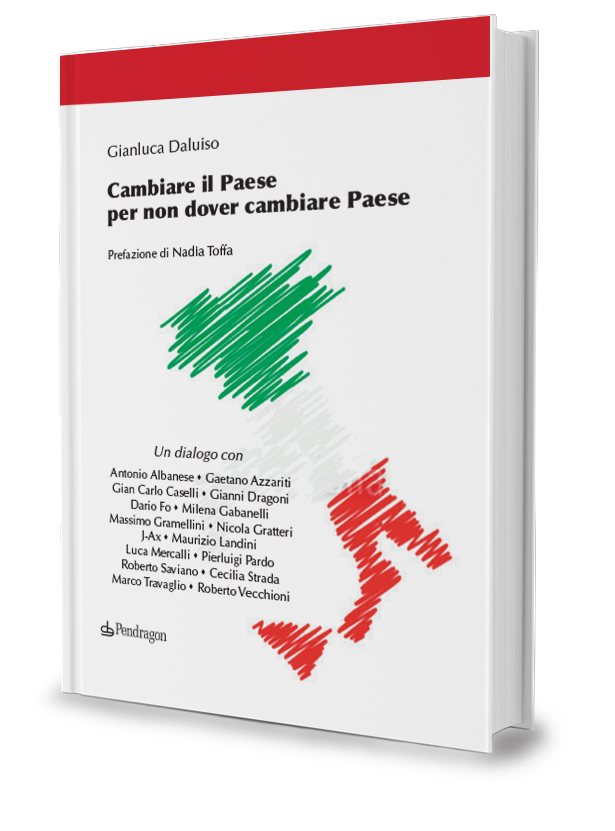 Gianluca Daluiso
Cambiare il Paese
per non dover cambiare Paese
Prefazione di Nadia Toffa
Un dialogo con
Antonio Albanese ♦ Gaetano Azzariti
Gian Carlo Caselli ♦ Gianni Dragoni
Dario Fo ♦ Milena Gabanelli
Massimo Gramellini ♦ Nicola Gratteri
J-Ax ♦ Maurizio Landini
Luca Mercalli ♦ Pierluigi Pardo
Roberto Saviano ♦ Cecilia Strada
Marco Travaglio ♦ Roberto Vecchioni
Pendragon